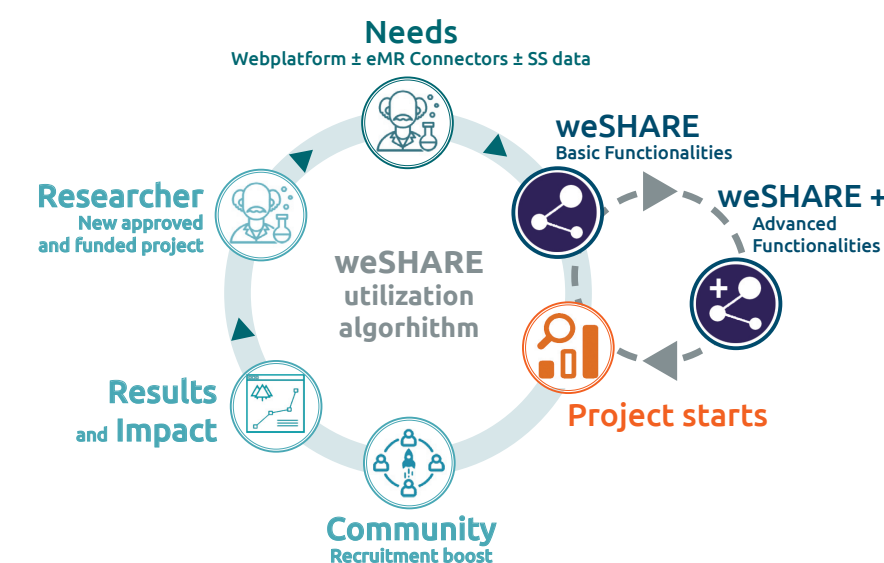 Needs
Webplatform ± eMR Connectors ± SS data
weSHARE
Basic Functionalities
weSHARE +
Advanced
Functionalities
Researcher
New approved
and funded project
weSHARE
utilization
algorhithm
Results
and Impact
Project starts
Community
Recruitment boost